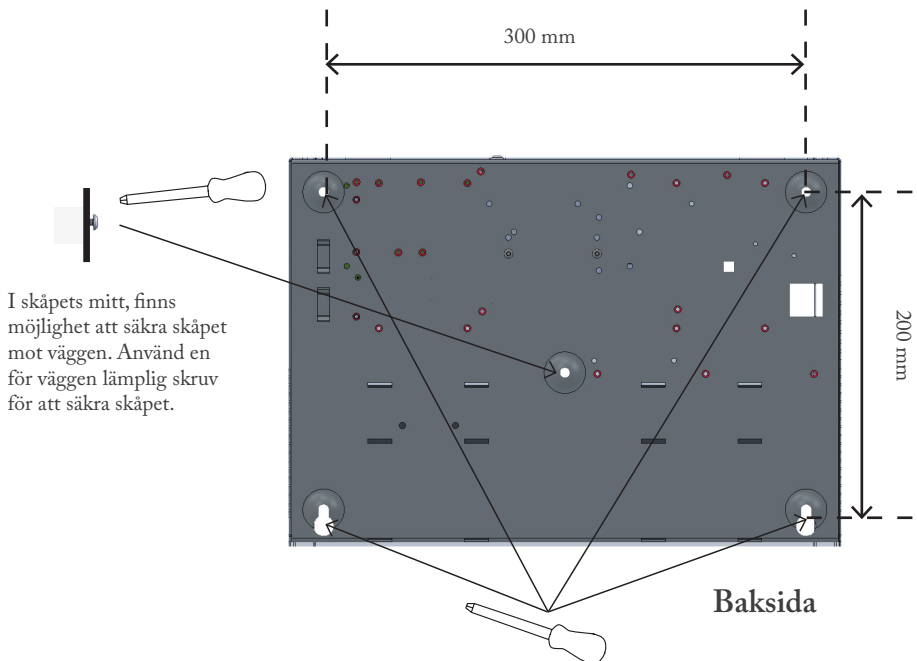 300 mm
I skåpets mitt, finns
möjlighet att säkra skåpet
mot väggen. Använd en
för väggen lämplig skruv
för att säkra skåpet.
200 mm
Baksida